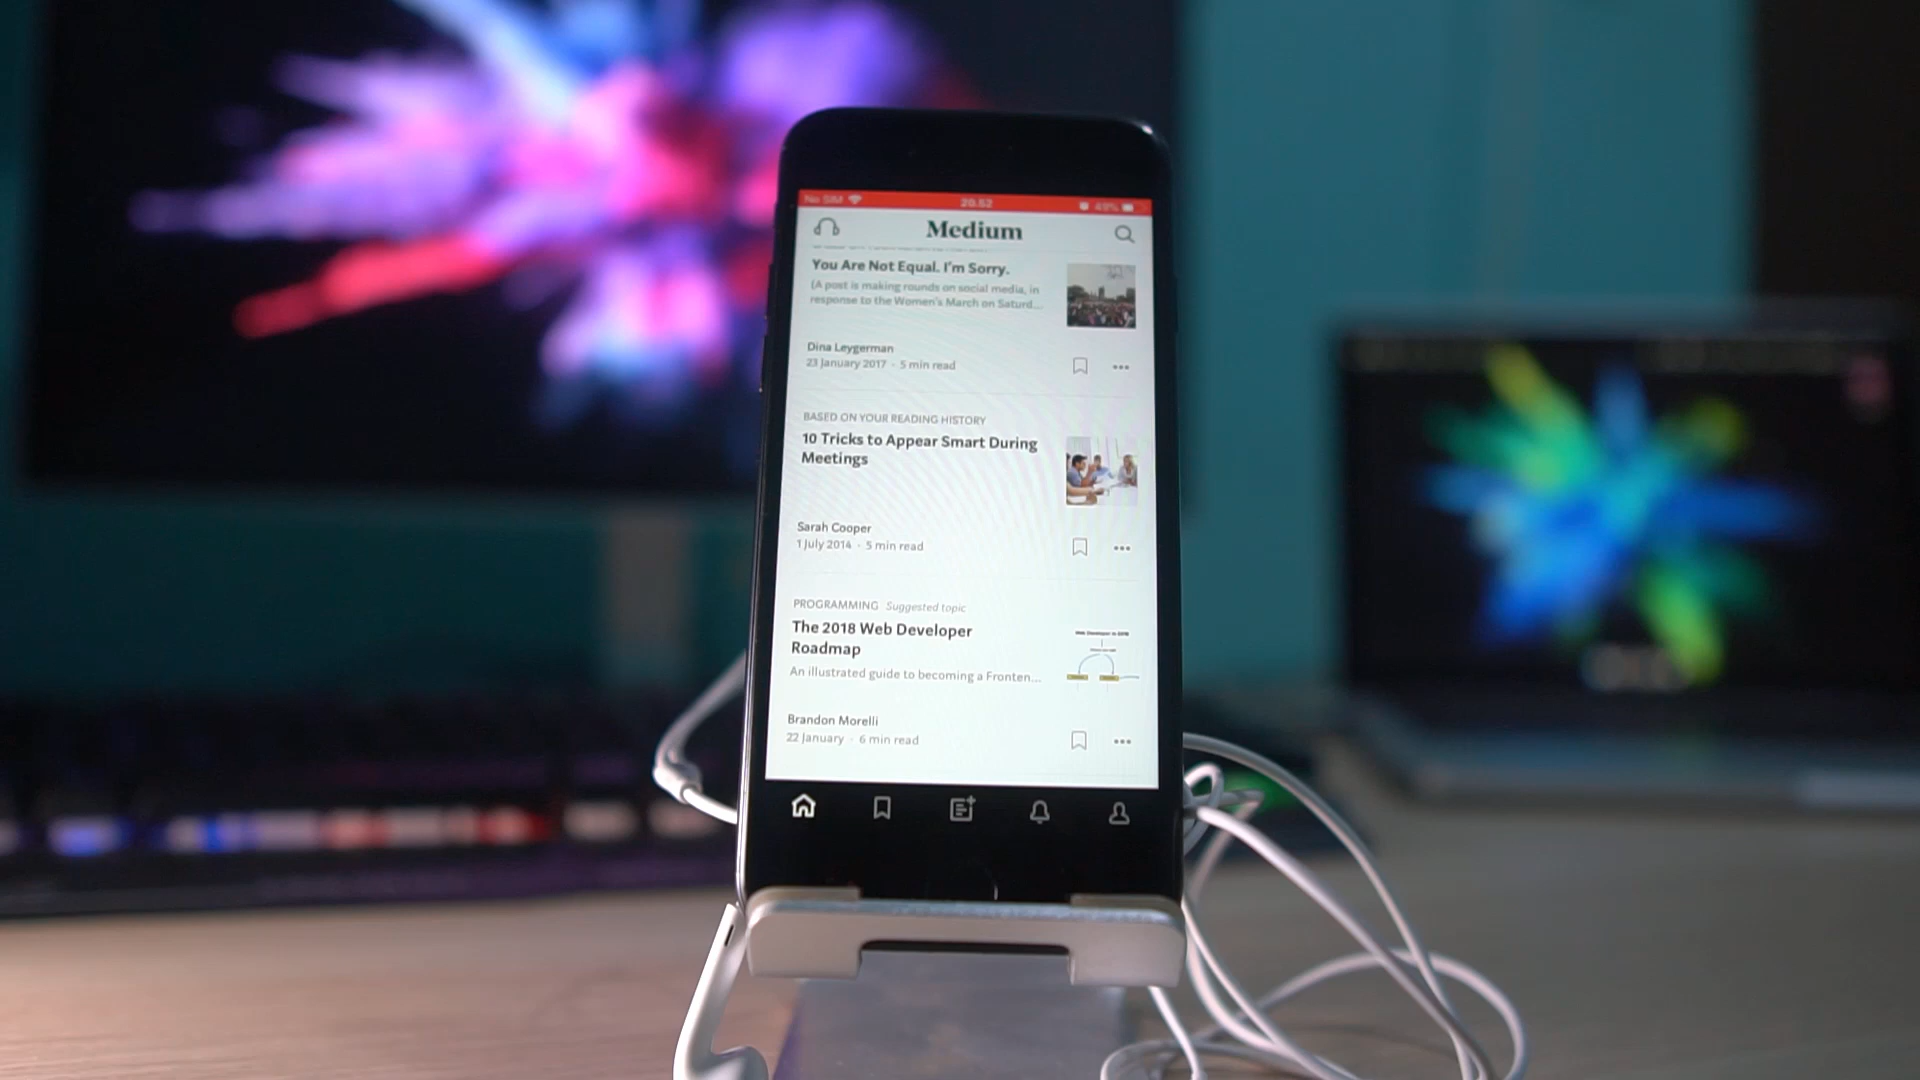 No SIM 20.52 49%
Medium
You Are Not Equal. I'm Sorry.
(A post is making rounds on social media, in
response to the Women's March on Saturd...
Dina Leygerman
23 January 2017 · 5 min read
BASED ON YOUR READING HISTORY
10 Tricks to Appear Smart During
Meetings
Sarah Cooper
1 July 2014 · 5 min read
PROGRAMMING Suggested topic
The 2018 Web Developer
Roadmap
An illustrated guide to becoming a Fronten...
Brandon Morelli
22 January · 6 min read